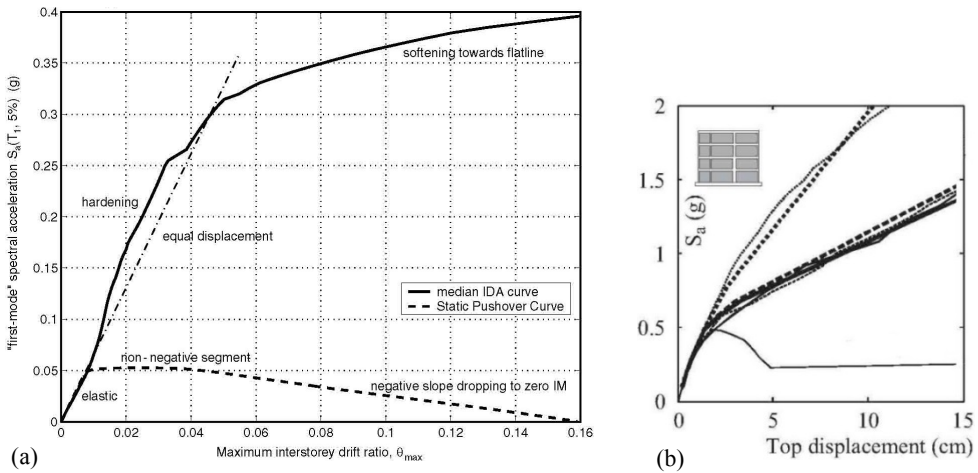 (a)
"first-mode" spectral acceleration Sₐ(T₁, 5%) (g)
0.4
0.35
0.3
0.25
0.2
0.15
0.1
0.05
0
softening towards flatline
hardening
equal displacement
median IDA curve
Static Pushover Curve
non-negative segment
elastic
negative slope dropping to zero IM
0 0.02 0.04 0.06 0.08 0.1 0.12 0.14 0.16
Maximum interstorey drift ratio, θmax
(b)
Sₐ (g)
2
1.5
1
0.5
0
0 5 10 15
Top displacement (cm)